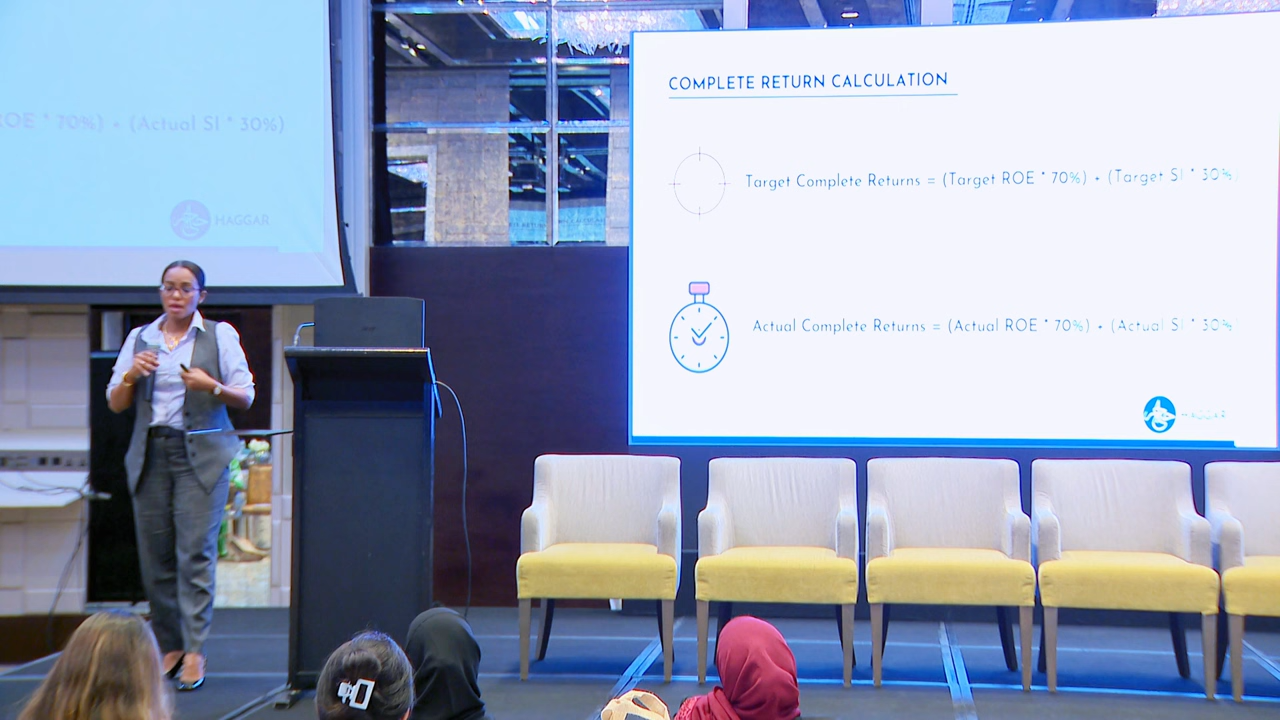 ROE * 70%) + (Actual SI * 30%)
HAGGAR
COMPLETE RETURN CALCULATION
Target Complete Returns = (Target ROE * 70%) + (Target SI * 30%)
Actual Complete Returns = (Actual ROE * 70%) + (Actual SI * 30%)
HAGGAR